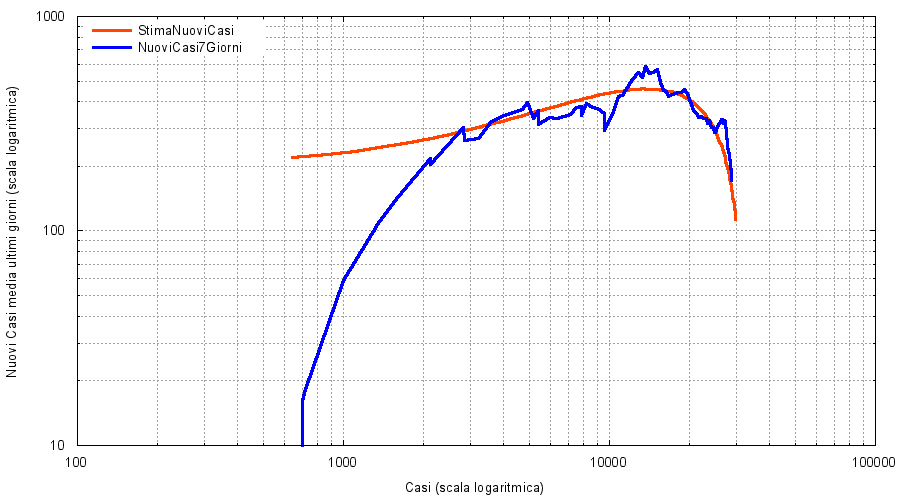 1000
StimaNuoviCasi
NuoviCasi7Giorni
Nuovi Casi media ultimi giorni (scala logaritmica)
100
10
100
1000
10000
100000
Casi (scala logaritmica)